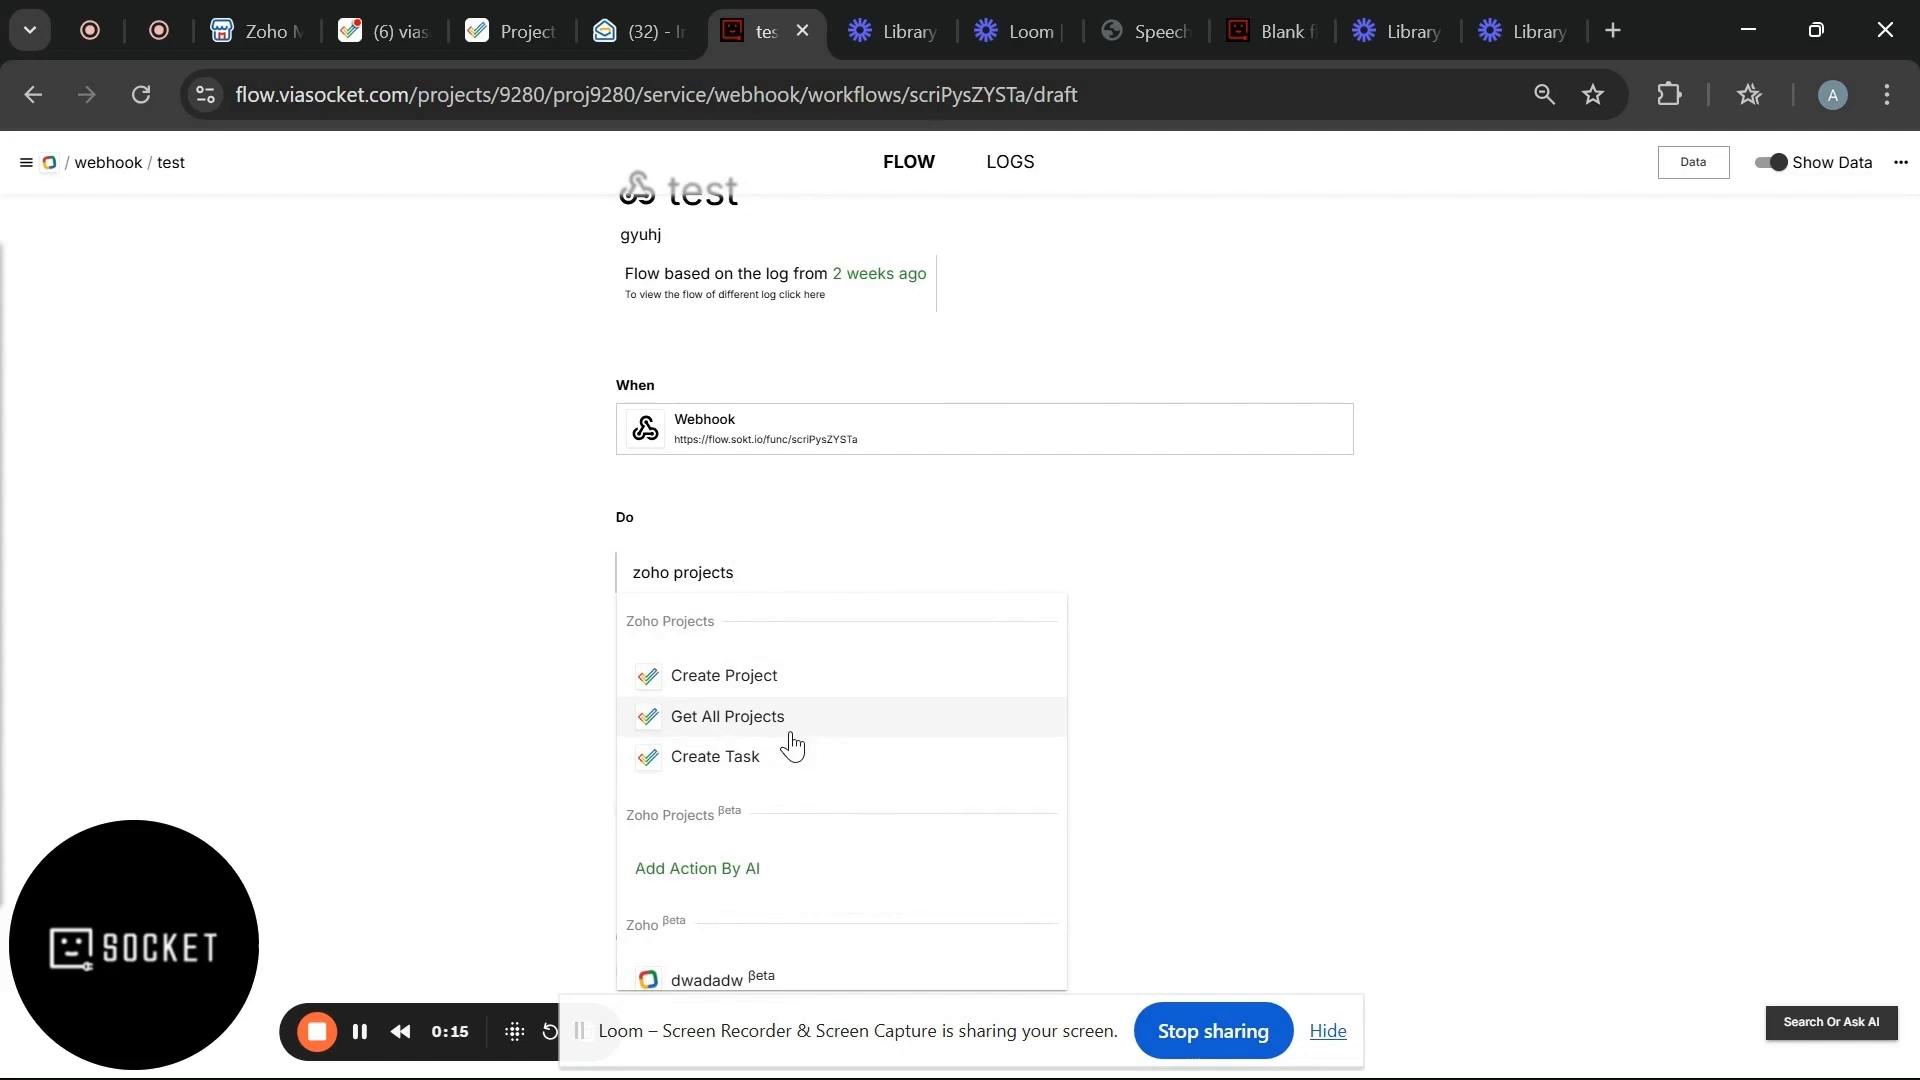 Zoho M
(6) vias
Project
(32) - In
tes
Library
Loom |
Speech
Blank fl
Library
Library
flow.viasocket.com/projects/9280/proj9280/service/webhook/workflows/scriPysZYSTa/draft
A
/ webhook / test
FLOW
LOGS
Data
Show Data
test
gyuhj
Flow based on the log from 2 weeks ago
To view the flow of different log click here
When
Webhook
https://flow.sokt.io/func/scriPysZYSTa
Do
zoho projects
Zoho Projects
Create Project
Get All Projects
Create Task
Zoho Projects βeta
Add Action By AI
Zoho βeta
dwadadw βeta
SOCKET
0:15
Loom – Screen Recorder & Screen Capture is sharing your screen.
Stop sharing
Hide
Search Or Ask AI